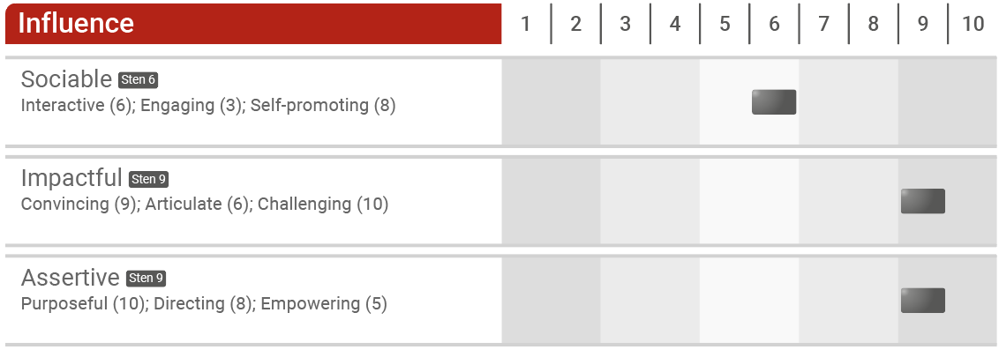 Influence 1 2 3 4 5 6 7 8 9 10
Sociable Sten 6
Interactive (6); Engaging (3); Self-promoting (8)
Impactful Sten 9
Convincing (9); Articulate (6); Challenging (10)
Assertive Sten 9
Purposeful (10); Directing (8); Empowering (5)